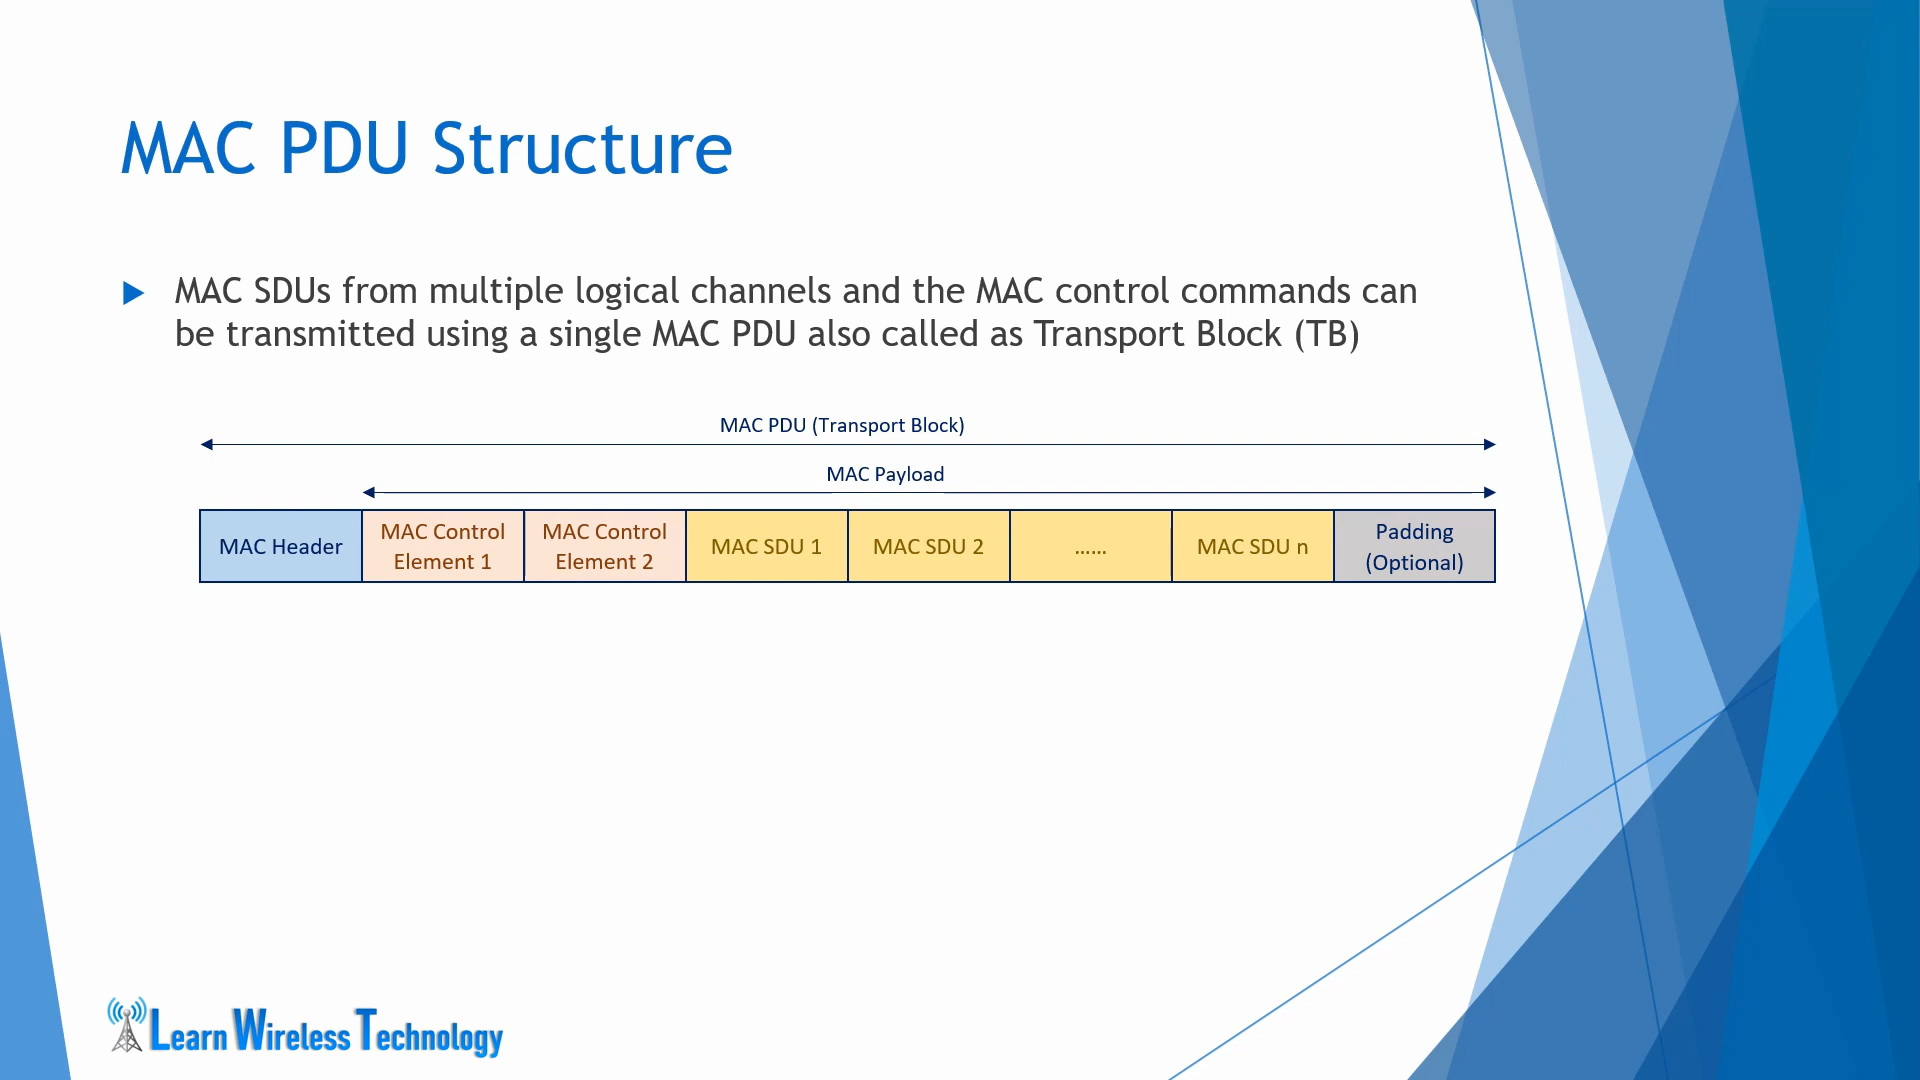 MAC PDU Structure
MAC SDUs from multiple logical channels and the MAC control commands can
be transmitted using a single MAC PDU also called as Transport Block (TB)
MAC PDU (Transport Block)
MAC Payload
MAC Header
MAC Control
Element 1
MAC Control
Element 2
MAC SDU 1
MAC SDU 2
......
MAC SDU n
Padding
(Optional)
Learn Wireless Technology